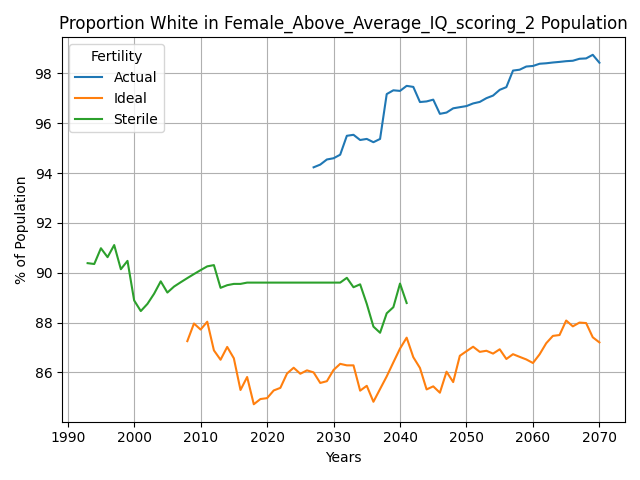 Proportion White in Female_Above_Average_IQ_scoring_2 Population
Fertility
Actual
Ideal
Sterile
% of Population
98
96
94
92
90
88
86
1990 2000 2010 2020 2030 2040 2050 2060 2070
Years